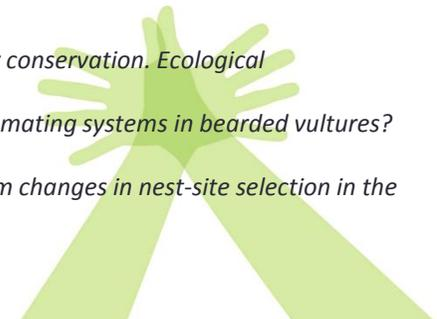 conservation. Ecological
mating systems in bearded vultures?
changes in nest-site selection in the